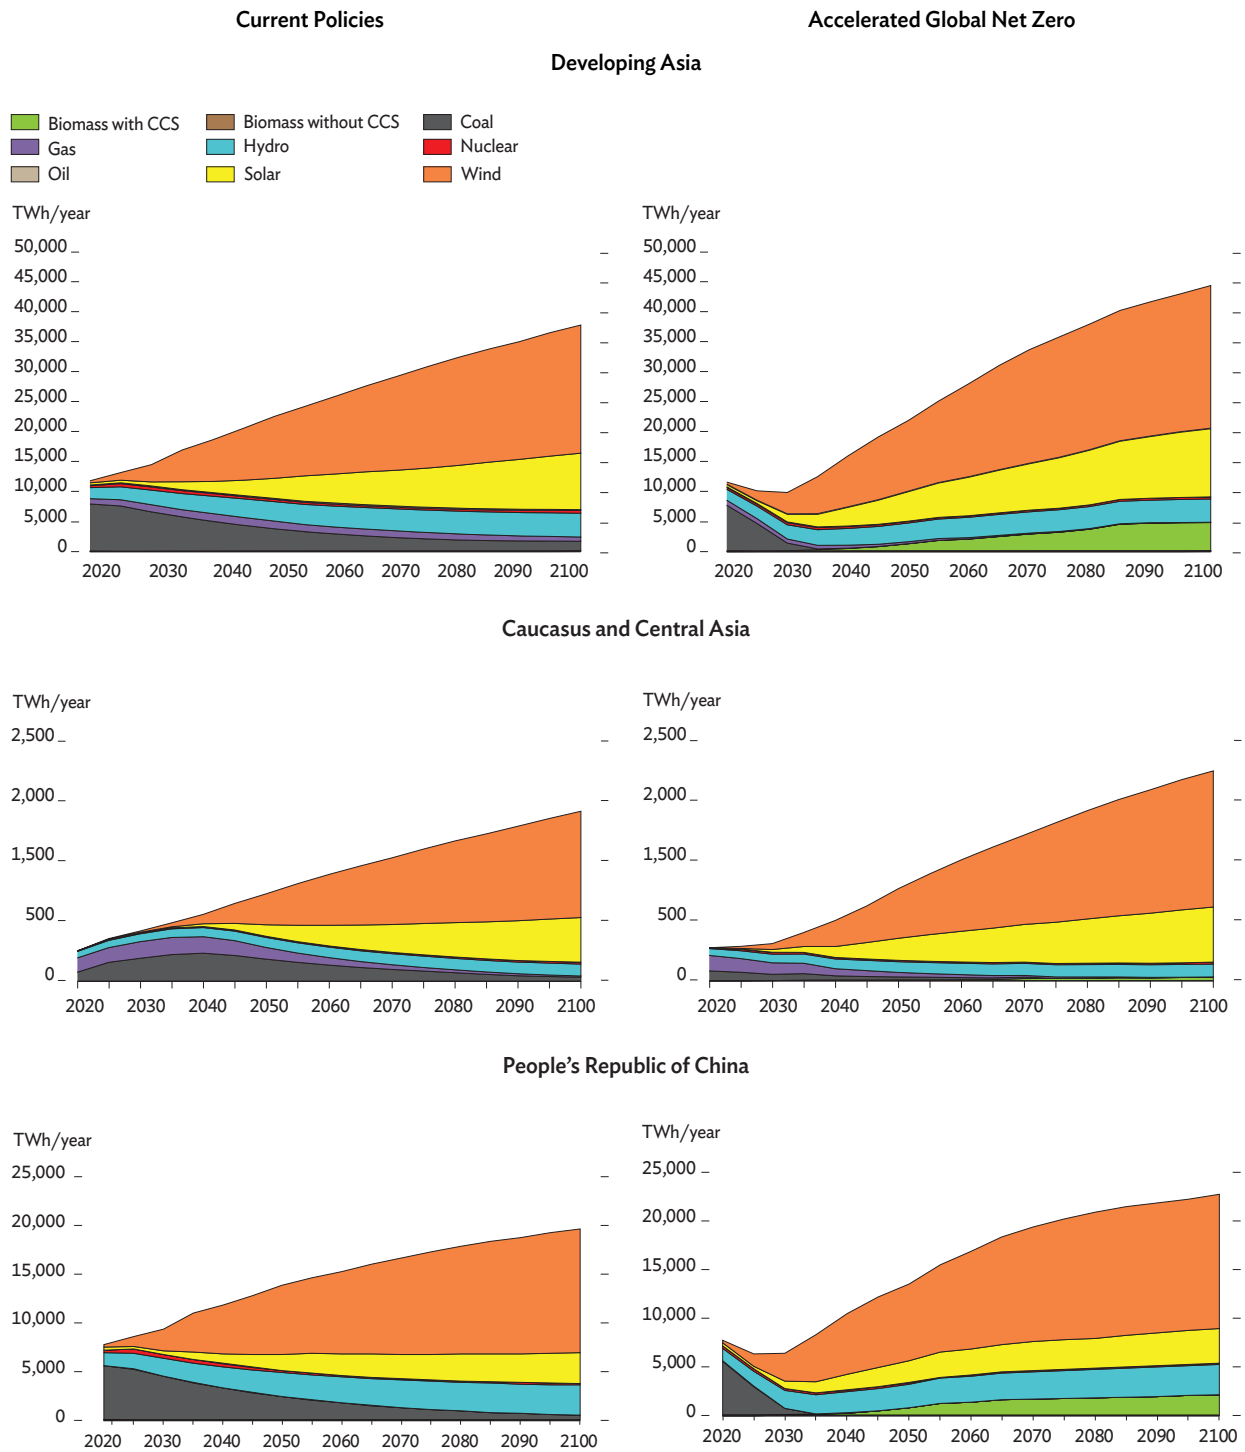 Current Policies
Accelerated Global Net Zero
Developing Asia
Biomass with CCS
Biomass without CCS
Coal
Gas
Hydro
Nuclear
Oil
Solar
Wind
TWh/year
50,000
45,000
40,000
35,000
30,000
25,000
20,000
15,000
10,000
5,000
0
2020 2030 2040 2050 2060 2070 2080 2090 2100
TWh/year
50,000
45,000
40,000
35,000
30,000
25,000
20,000
15,000
10,000
5,000
0
2020 2030 2040 2050 2060 2070 2080 2090 2100
Caucasus and Central Asia
TWh/year
2,500
2,000
1,500
500
0
2020 2030 2040 2050 2060 2070 2080 2090 2100
TWh/year
2,500
2,000
1,500
500
0
2020 2030 2040 2050 2060 2070 2080 2090 2100
People's Republic of China
TWh/year
25,000
20,000
15,000
10,000
5,000
0
2020 2030 2040 2050 2060 2070 2080 2090 2100
TWh/year
25,000
20,000
15,000
10,000
5,000
0
2020 2030 2040 2050 2060 2070 2080 2090 2100